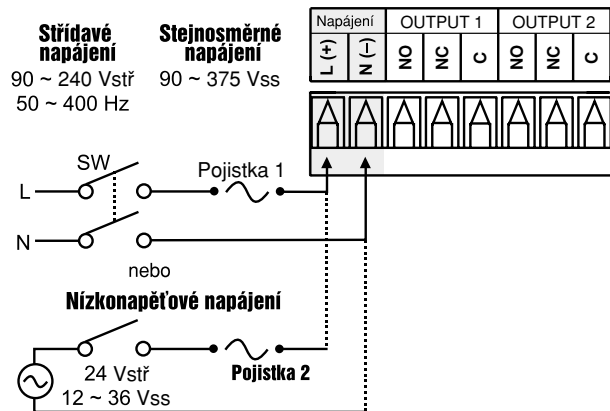 Střídavé
napájení
90 ~ 240 Vstř
50 ~ 400 Hz
Stejnosměrné
napájení
90 ~ 375 Vss
Napájení OUTPUT 1 OUTPUT 2
L (+) N (–) NO NC C NO NC C
SW
Pojistka 1
L
N
nebo
Nízkonapěťové napájení
Pojistka 2
24 Vstř
12 ~ 36 Vss